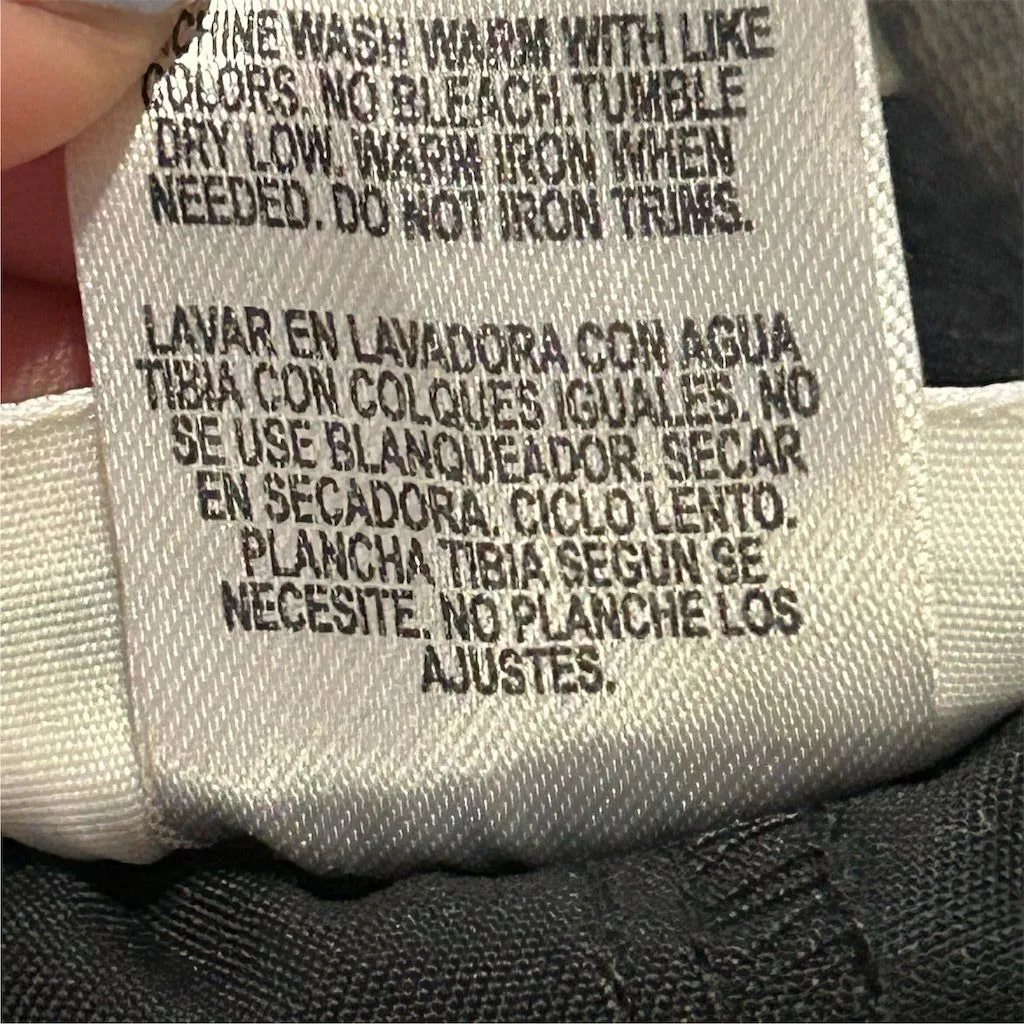 CHINE WASH WARM WITH LIKE
COLORS. NO BLEACH. TUMBLE
DRY LOW. WARM IRON WHEN
NEEDED. DO NOT IRON TRIMS.
LAVAR EN LAVADORA CON AGUA
TIBIA CON COLQUES IGUALES. NO
SE USE BLANQUEADOR. SECAR
EN SECADORA. CICLO LENTO.
PLANCHA TIBIA SEGUN SE
NECESITE. NO PLANCHE LOS
AJUSTES.